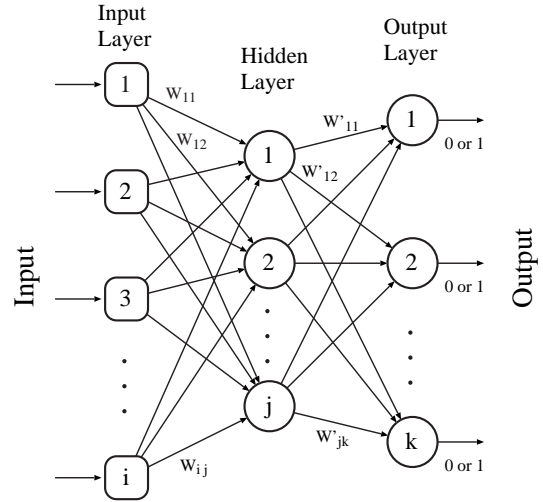 Input
Layer
Hidden
Layer
Output
Layer
Input
1
2
3
i
W11
W12
Wij
1
2
j
W'11
W'12
W'jk
1
2
k
0 or 1
0 or 1
0 or 1
Output